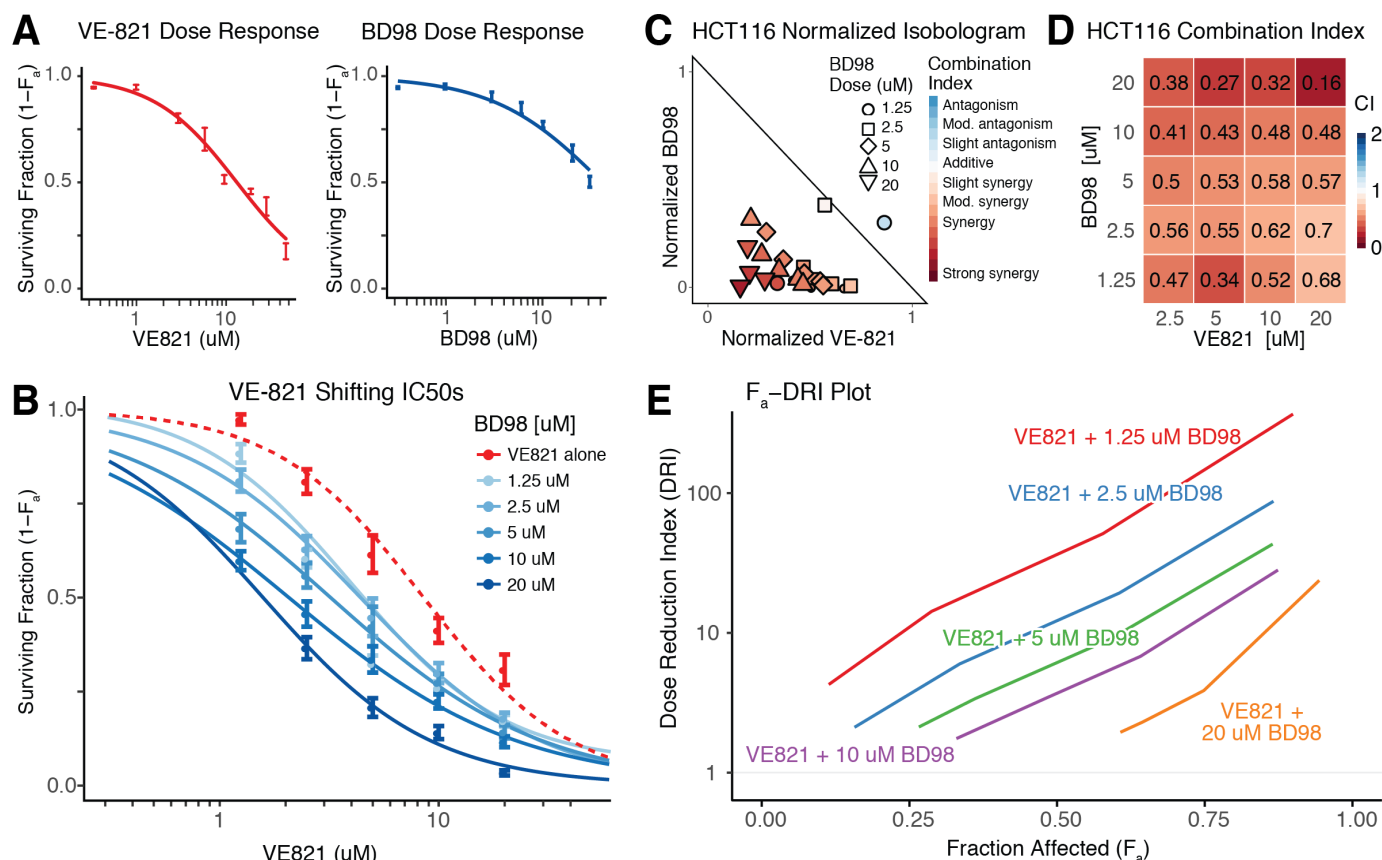 A
VE-821 Dose Response
Surviving Fraction (1−Fa)
1.0
0.5
0.0
1
10
VE821 (uM)
BD98 Dose Response
Surviving Fraction (1−Fa)
1.0
0.5
0.0
1
10
BD98 (uM)
C
HCT116 Normalized Isobologram
Normalized BD98
1
0
0
1
Normalized VE-821
BD98
Dose (uM)
1.25
2.5
5
10
20
Combination
Index
Antagonism
Mod. antagonism
Slight antagonism
Additive
Slight synergy
Mod. synergy
Synergy
Strong synergy
D
HCT116 Combination Index
BD98 [uM]
20 0.38 0.27 0.32 0.16
10 0.41 0.43 0.48 0.48
5 0.5 0.53 0.58 0.57
2.5 0.56 0.55 0.62 0.7
1.25 0.47 0.34 0.52 0.68
2.5 5 10 20
VE821 [uM]
CI
2
1
0
B
VE-821 Shifting IC50s
Surviving Fraction (1−Fa)
1.0
0.5
0.0
1
10
VE821 (uM)
BD98 [uM]
VE821 alone
1.25 uM
2.5 uM
5 uM
10 uM
20 uM
E
Fa−DRI Plot
Dose Reduction Index (DRI)
100
10
1
VE821 + 1.25 uM BD98
VE821 + 2.5 uM BD98
VE821 + 5 uM BD98
VE821 + 10 uM BD98
VE821 +
20 uM BD98
0.00
0.25
0.50
0.75
1.00
Fraction Affected (Fa)